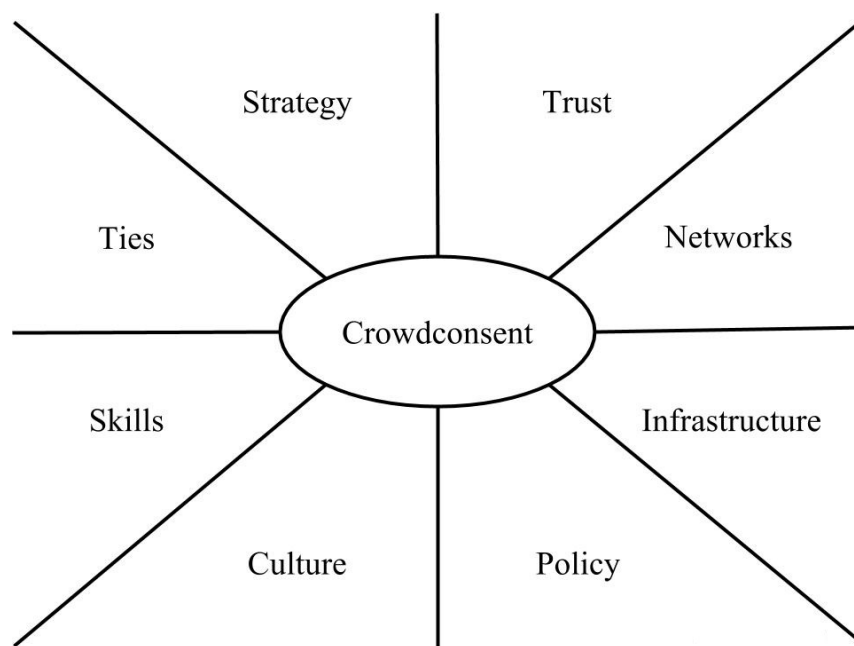 Strategy
Trust
Ties
Networks
Crowdconsent
Skills
Infrastructure
Culture
Policy